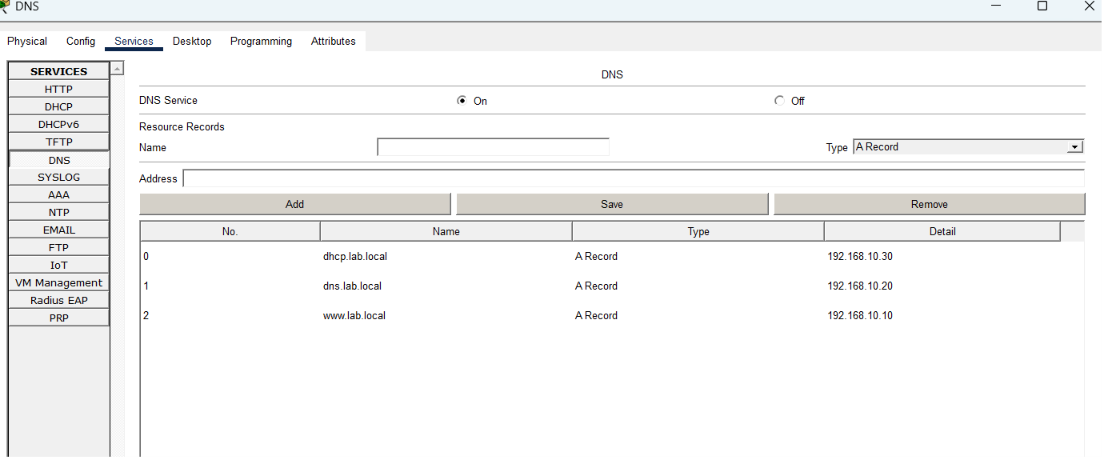 DNS
Physical Config Services Desktop Programming Attributes
SERVICES
HTTP
DHCP
DHCPv6
TFTP
DNS
SYSLOG
AAA
NTP
EMAIL
FTP
IoT
VM Management
Radius EAP
PRP
DNS
DNS Service On Off
Resource Records
Name Type A Record
Address
Add Save Remove
No. Name Type Detail
0 dhcp.lab.local A Record 192.168.10.30
1 dns.lab.local A Record 192.168.10.20
2 www.lab.local A Record 192.168.10.10